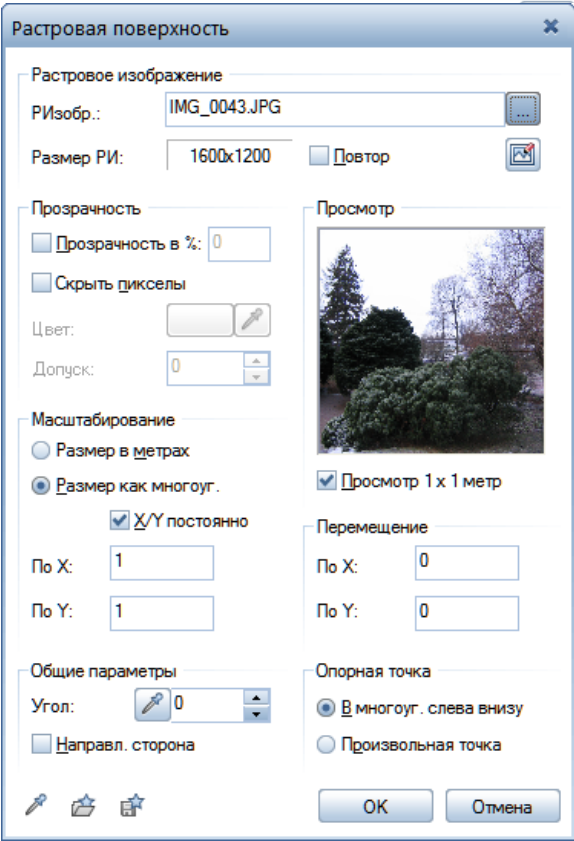 Растровая поверхность
Растровое изображение
РИзобр.: IMG_0043.JPG ...
Размер РИ: 1600x1200 Повтор
Прозрачность
Прозрачность в %: 0
Скрыть пикселы
Цвет:
Допуск: 0
Просмотр
Просмотр 1 x 1 метр
Масштабирование
Размер в метрах
Размер как многоуг.
X/Y постоянно
По X: 1
По Y: 1
Перемещение
По X: 0
По Y: 0
Общие параметры
Угол: 0
Направл. сторона
Опорная точка
В многоуг. слева внизу
Произвольная точка
OK Отмена